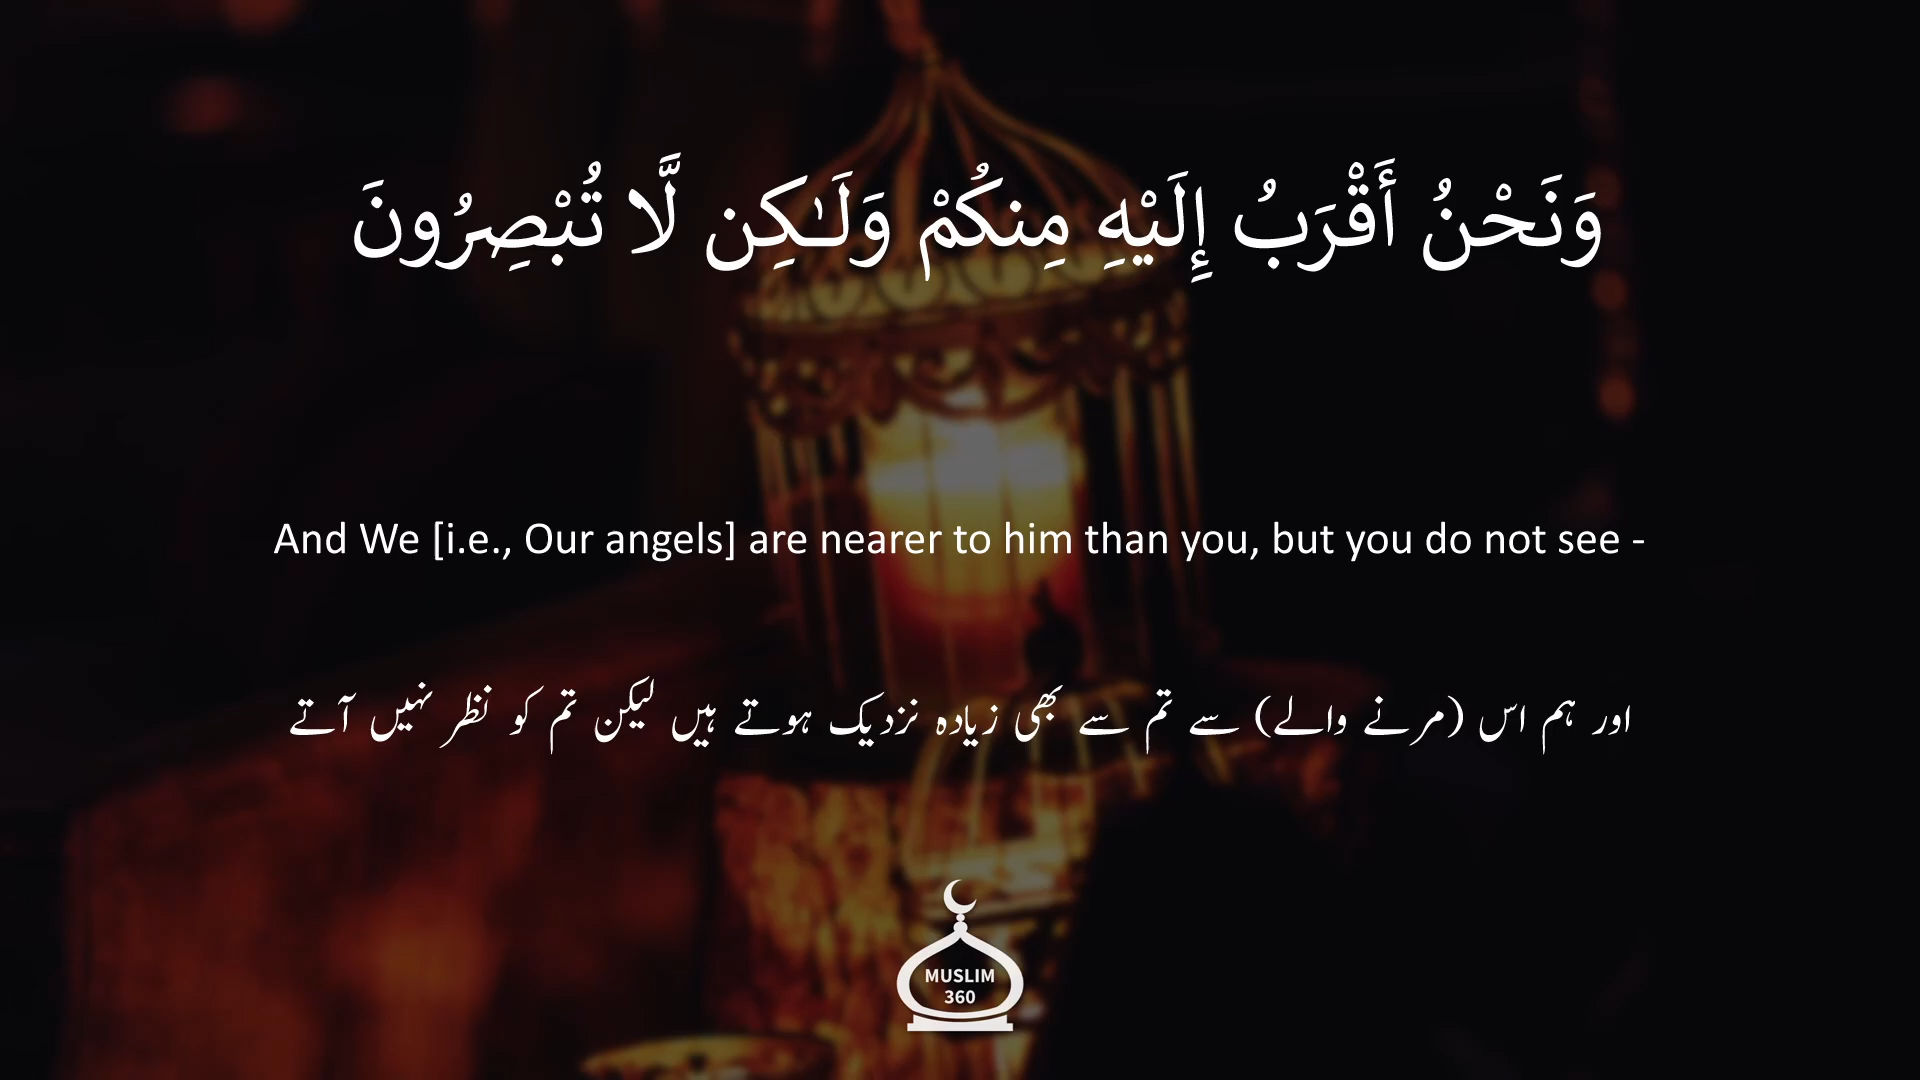 وَنَحْنُ أَقْرَبُ إِلَيْهِ مِنكُمْ وَلَـٰكِن لَّا تُبْصِرُونَ
And We [i.e., Our angels] are nearer to him than you, but you do not see -
اور ہم اس (مرنے والے) سے تم سے بھی زیادہ نزدیک ہوتے ہیں لیکن تم کو نظر نہیں آتے
MUSLIM
360